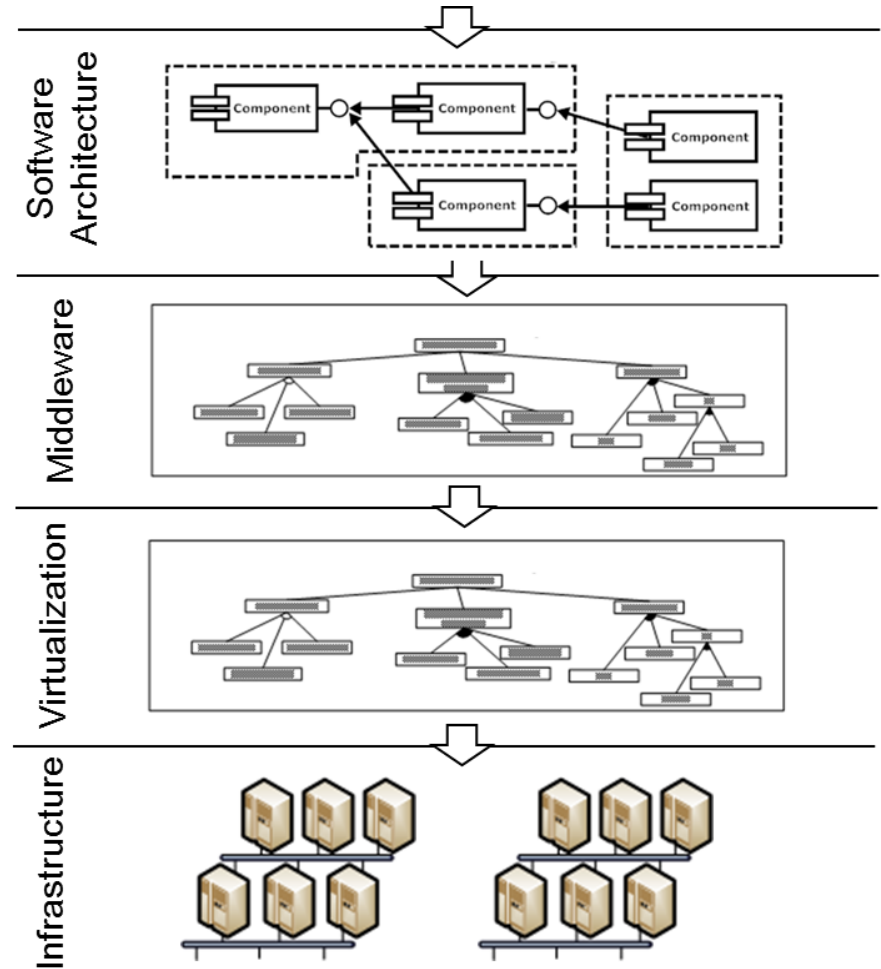 Software
Architecture
Component
Component
Component
Component
Component
Middleware
Virtualization
Infrastructure